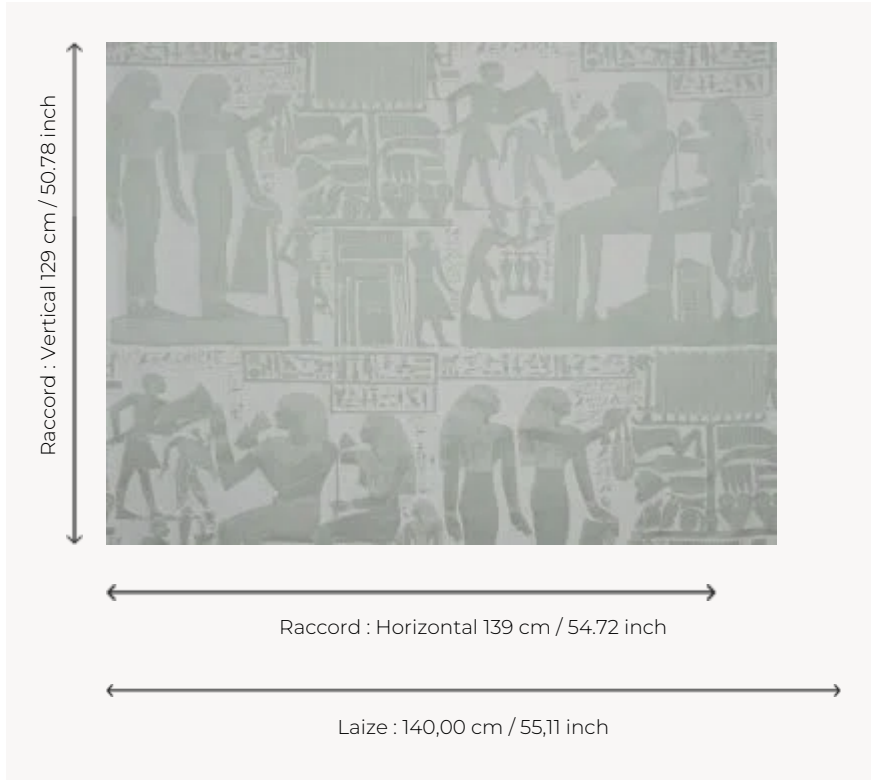 Raccord : Vertical 129 cm / 50.78 inch
Raccord : Horizontal 139 cm / 54.72 inch
Laize : 140,00 cm / 55,11 inch